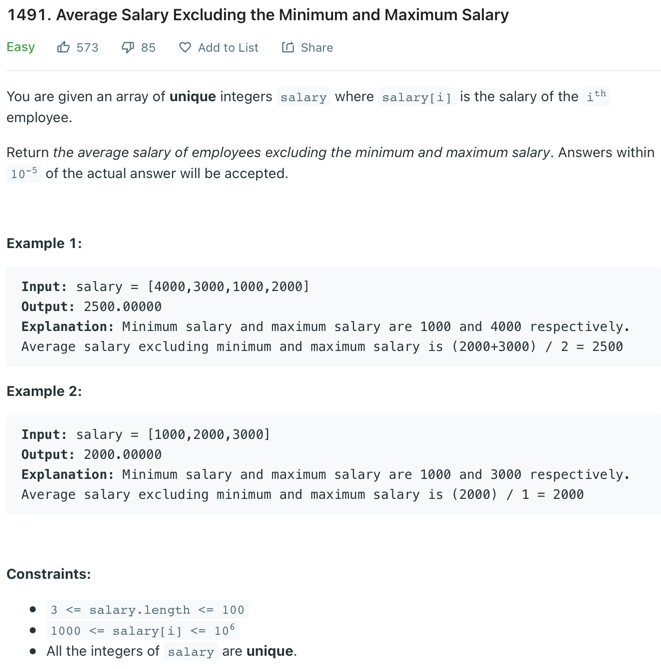 1491. Average Salary Excluding the Minimum and Maximum Salary
Easy 573 85 Add to List Share
You are given an array of unique integers salary where salary[i] is the salary of the iᵗʰ
employee.
Return the average salary of employees excluding the minimum and maximum salary. Answers within
10⁻⁵ of the actual answer will be accepted.
Example 1:
Input: salary = [4000,3000,1000,2000]
Output: 2500.00000
Explanation: Minimum salary and maximum salary are 1000 and 4000 respectively.
Average salary excluding minimum and maximum salary is (2000+3000) / 2 = 2500
Example 2:
Input: salary = [1000,2000,3000]
Output: 2000.00000
Explanation: Minimum salary and maximum salary are 1000 and 3000 respectively.
Average salary excluding minimum and maximum salary is (2000) / 1 = 2000
Constraints:
• 3 <= salary.length <= 100
• 1000 <= salary[i] <= 10⁶
• All the integers of salary are unique.